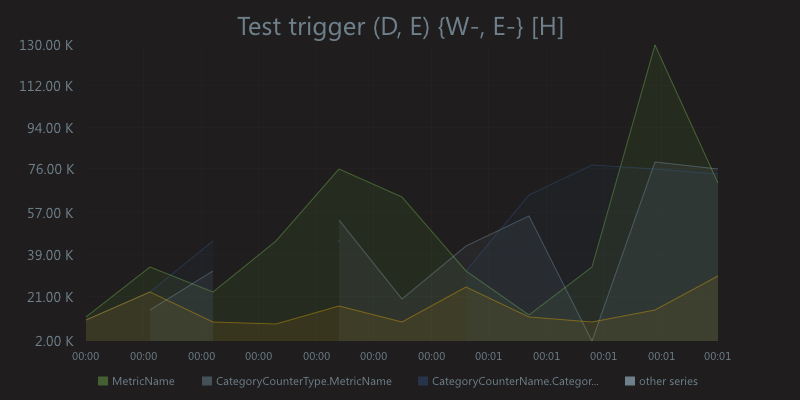 Test trigger (D, E) {W-, E-} [H]
130.00 K
112.00 K
94.00 K
76.00 K
57.00 K
39.00 K
21.00 K
2.00 K
00:00 00:00 00:00 00:00 00:00 00:00 00:00 00:01 00:01 00:01 00:01 00:01
MetricName CategoryCounterType.MetricName CategoryCounterName.Categor... other series